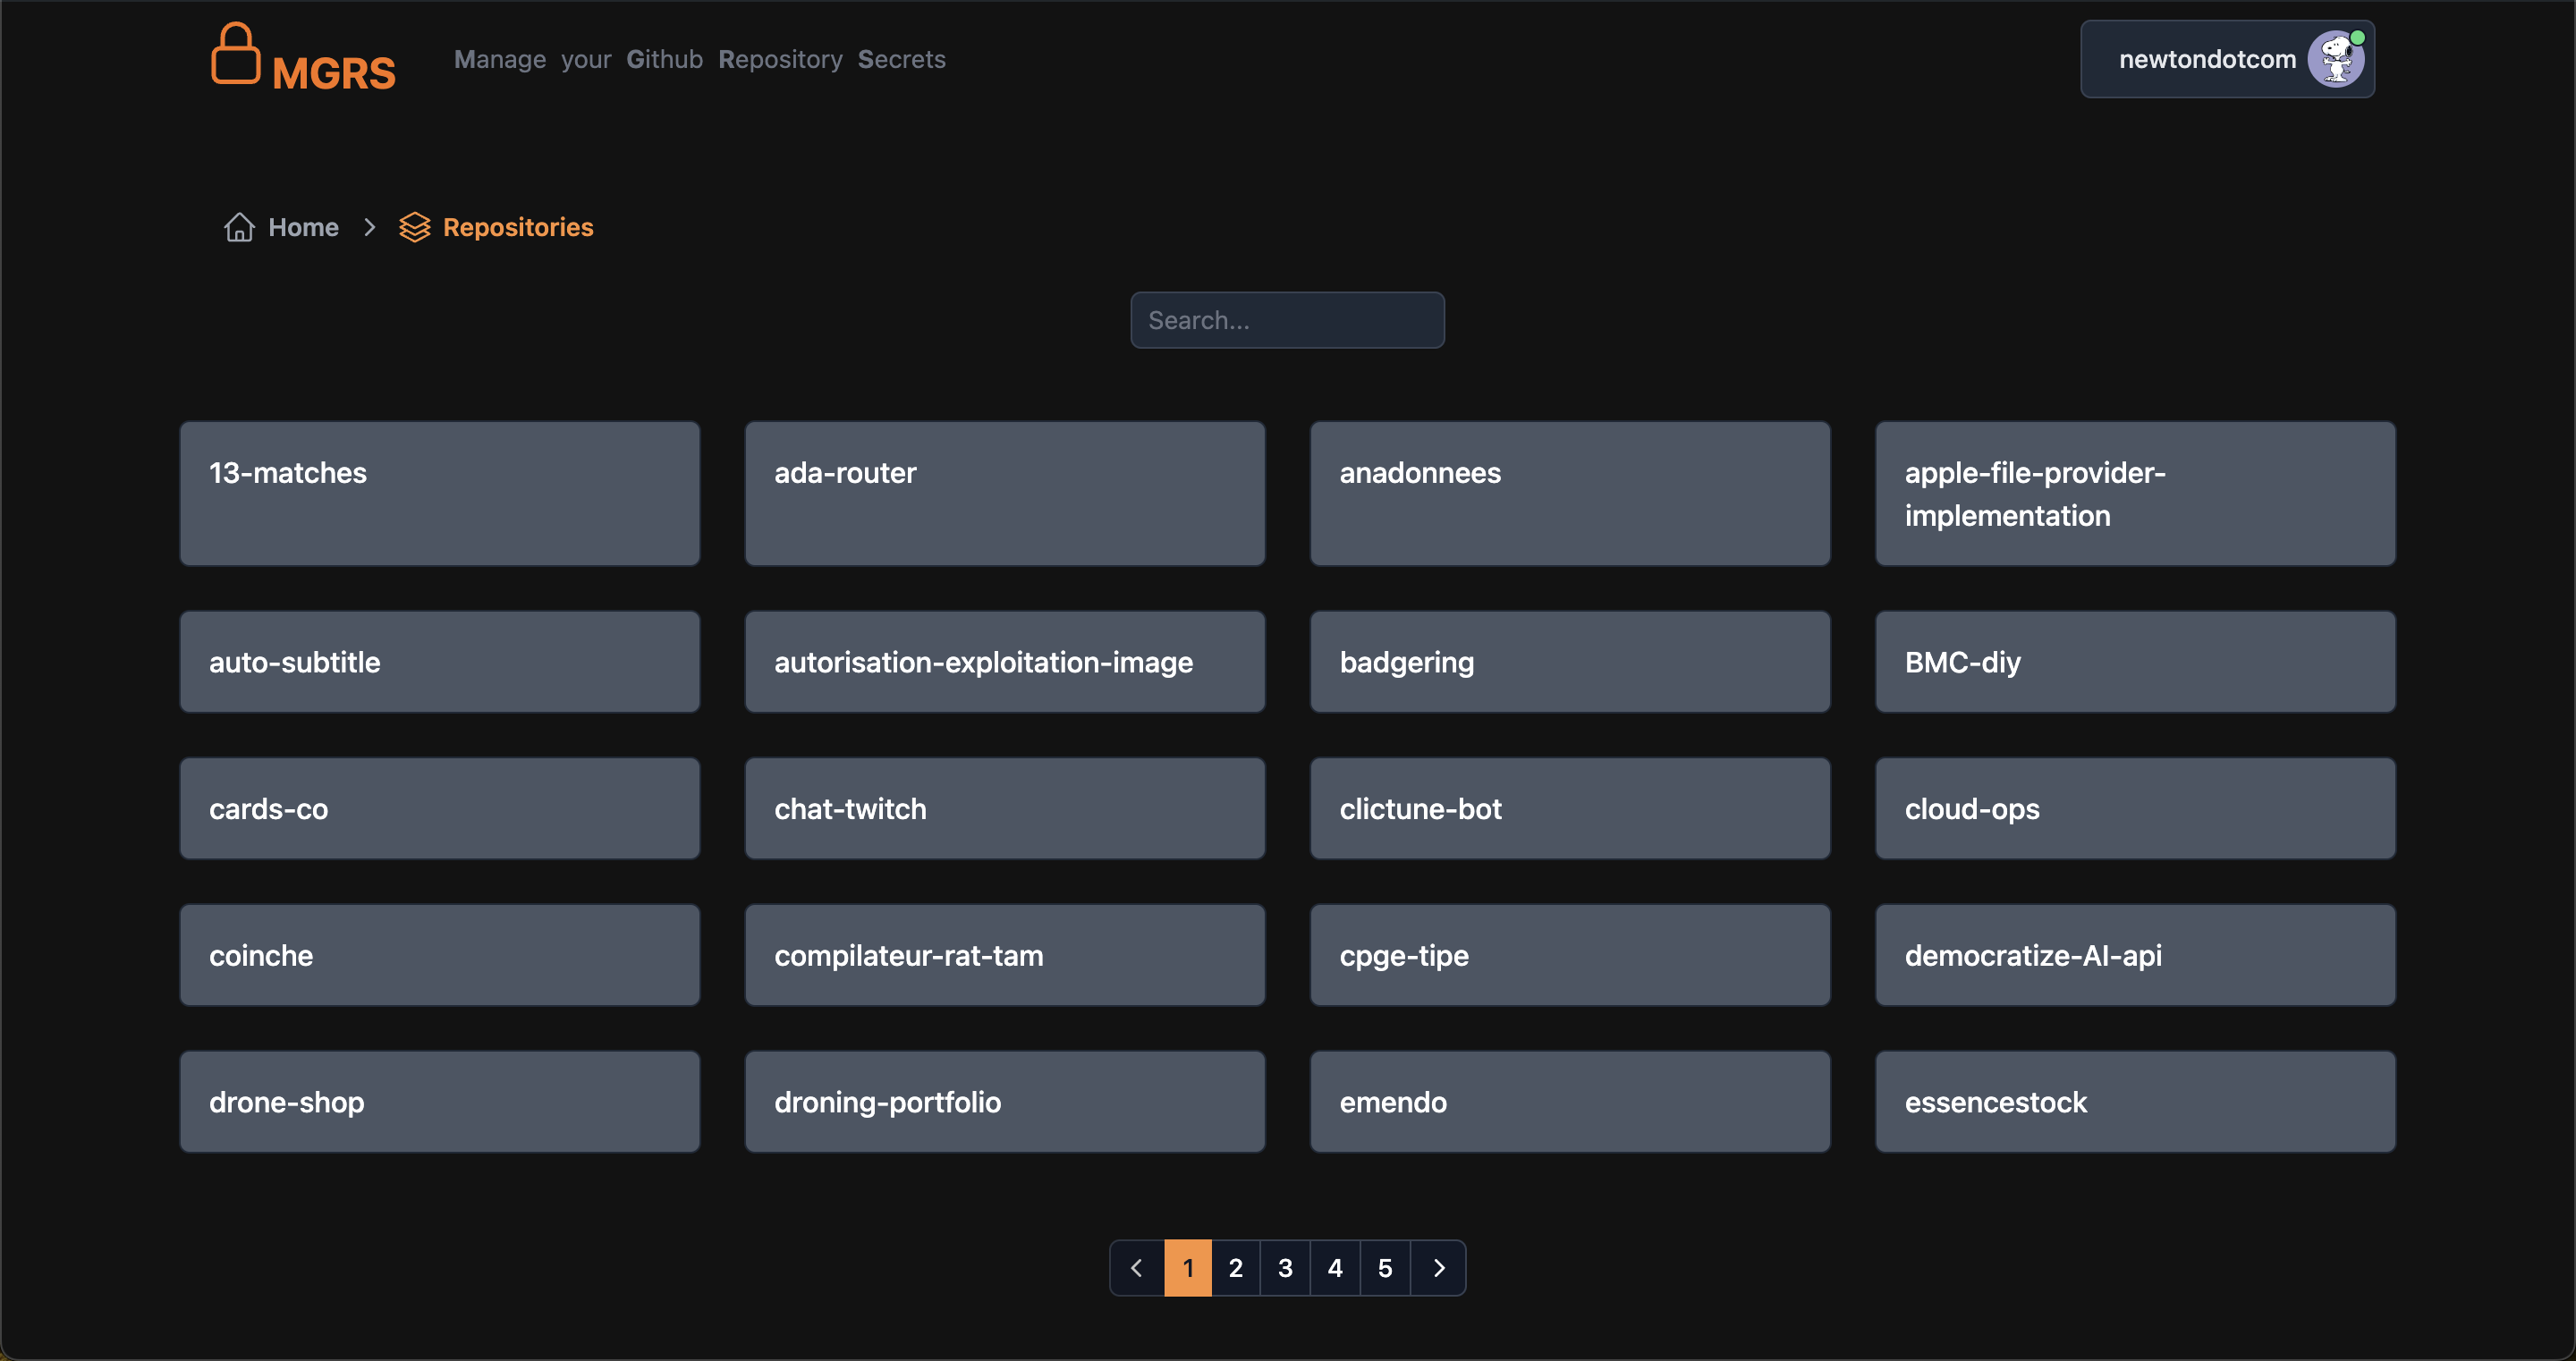 MGRS
Manage your Github Repository Secrets
newtondotcom
Home
Repositories
Search...
13-matches
ada-router
anadonnees
apple-file-provider-
implementation
auto-subtitle
autorisation-exploitation-image
badgering
BMC-diy
cards-co
chat-twitch
clictune-bot
cloud-ops
coinche
compilateur-rat-tam
cpge-tipe
democratize-AI-api
drone-shop
droning-portfolio
emendo
essencestock
1 2 3 4 5